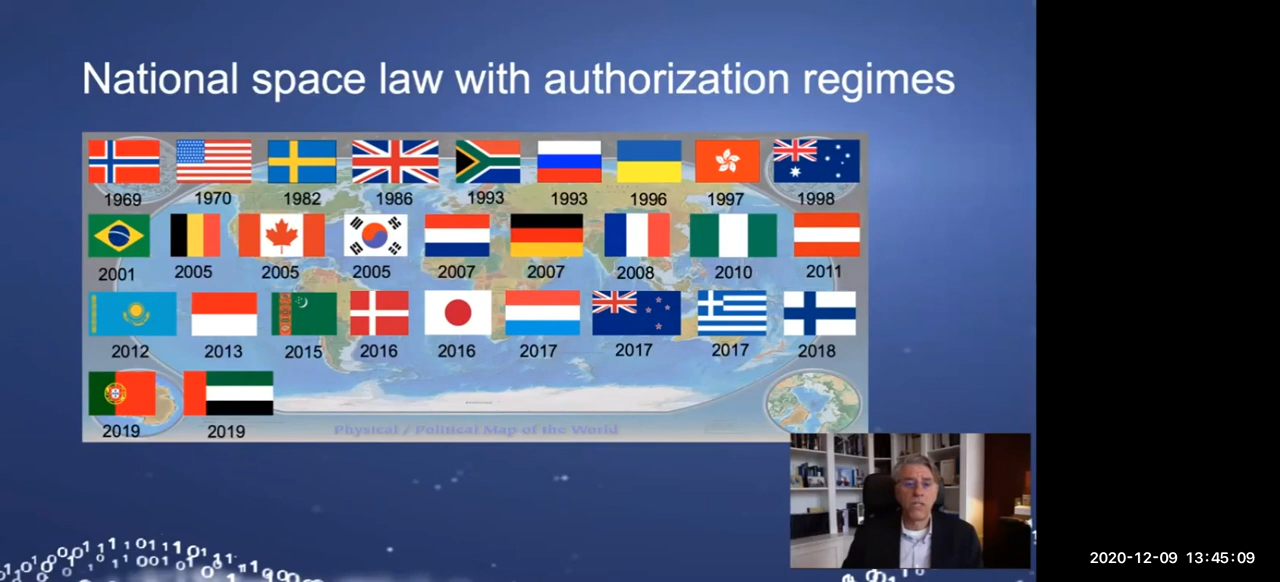 National space law with authorization regimes
1969 1970 1982 1986 1993 1993 1996 1997 1998
2001 2005 2005 2005 2007 2007 2008 2010 2011
2012 2013 2015 2016 2016 2017 2017 2017 2018
2019 2019
Physical / Political Map of the World
2020-12-09 13:45:09